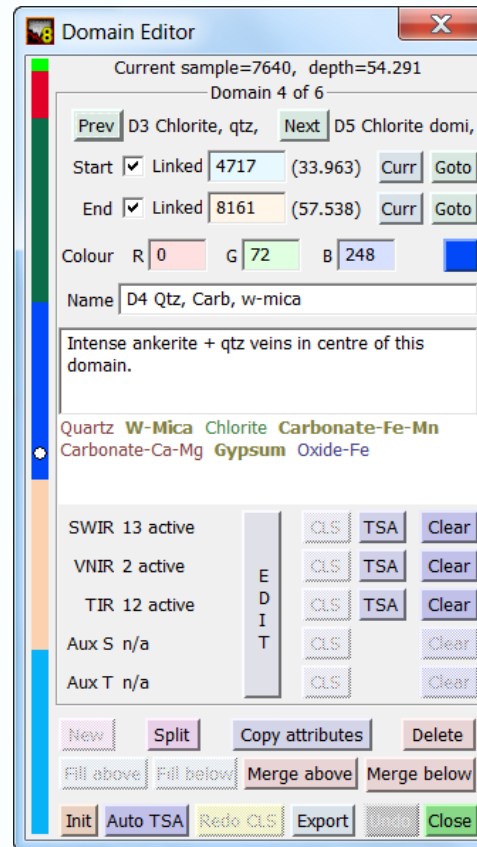 Domain Editor
Current sample=7640, depth=54.291
Domain 4 of 6
Prev D3 Chlorite, qtz, Next D5 Chlorite domi,
Start Linked 4717 (33.963) Curr Goto
End Linked 8161 (57.538) Curr Goto
Colour R 0 G 72 B 248
Name D4 Qtz, Carb, w-mica
Intense ankerite + qtz veins in centre of this
domain.
Quartz W-Mica Chlorite Carbonate-Fe-Mn
Carbonate-Ca-Mg Gypsum Oxide-Fe
SWIR 13 active CLS TSA Clear
VNIR 2 active CLS TSA Clear
TIR 12 active EDIT CLS TSA Clear
Aux S n/a CLS Clear
Aux T n/a CLS Clear
New Split Copy attributes Delete
Fill above Fill below Merge above Merge below
Init Auto TSA Redo CLS Export Undo Close